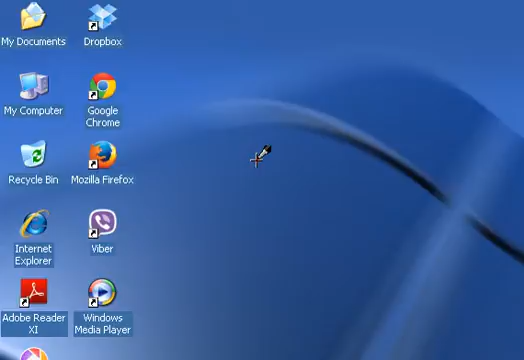 My Documents
Dropbox
My Computer
Google
Chrome
Recycle Bin
Mozilla Firefox
Internet
Explorer
Viber
Adobe Reader
XI
Windows
Media Player